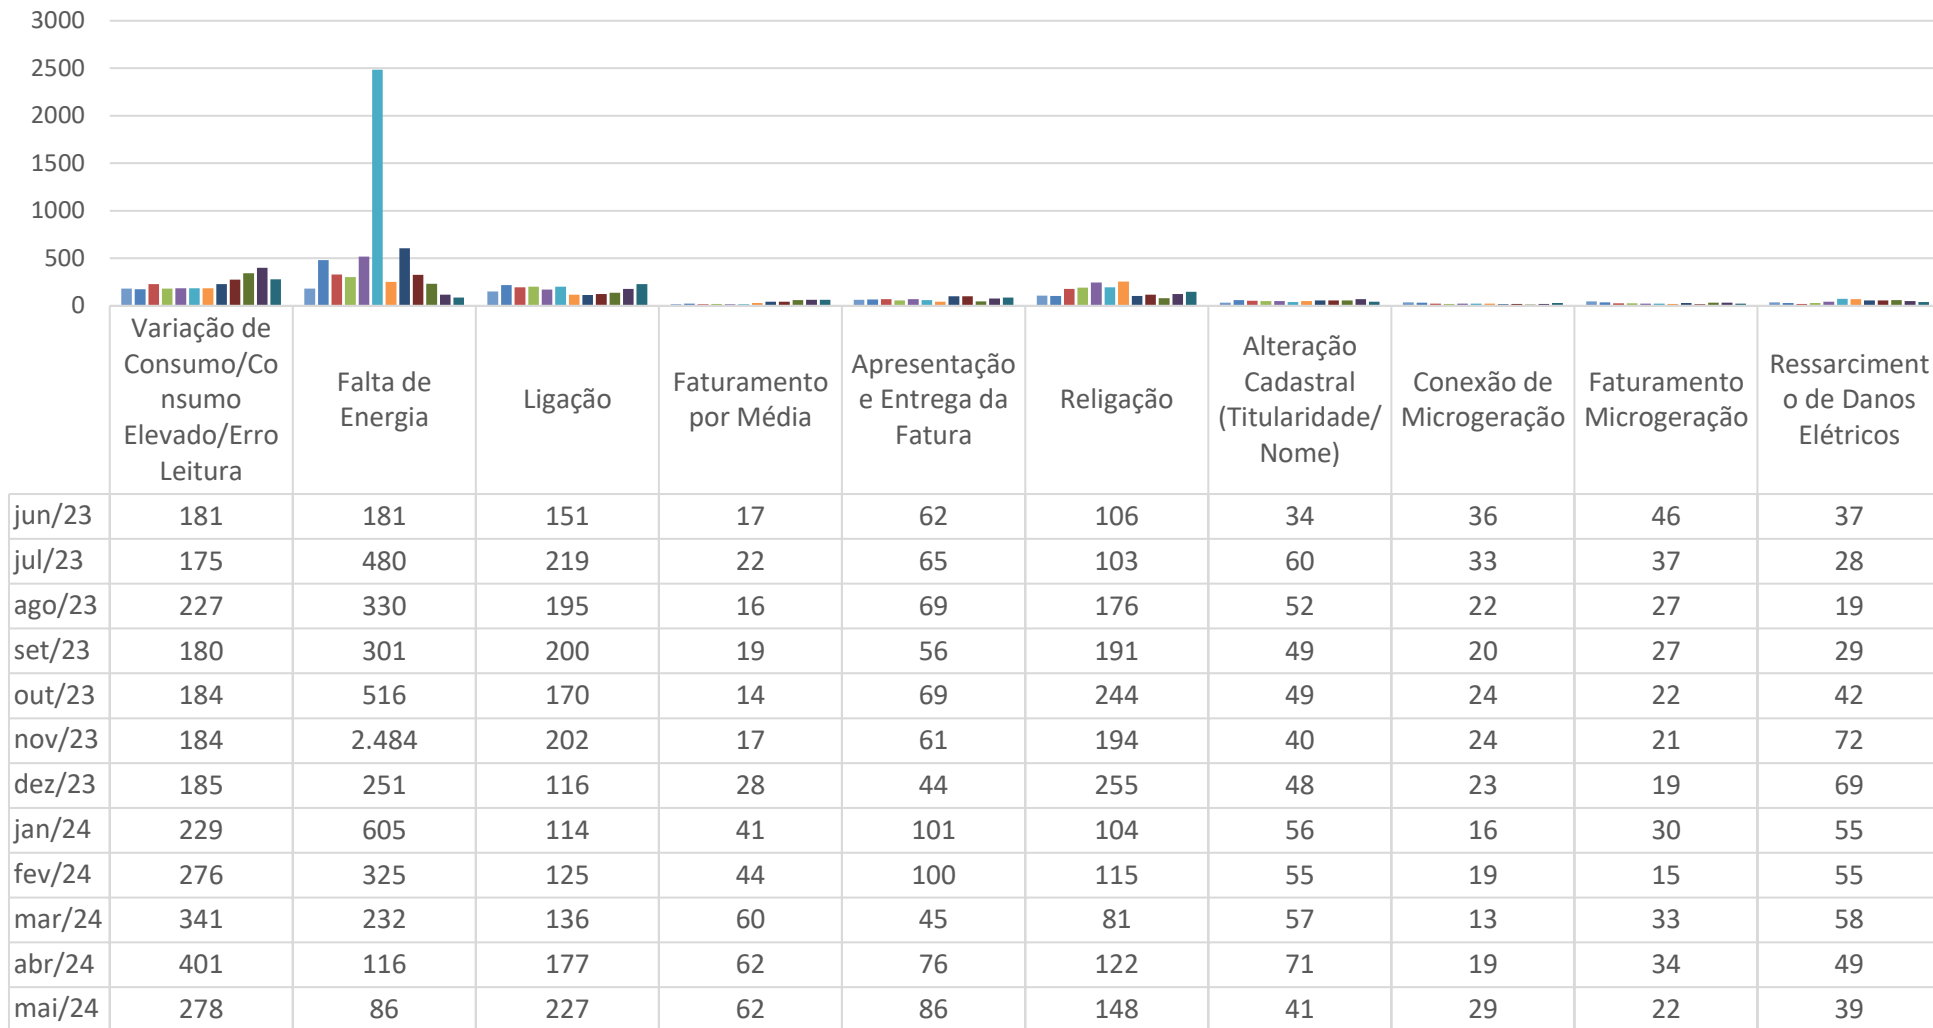 3000
2500
2000
1500
1000
500
0
Variação de
Consumo/Co
nsumo
Elevado/Erro
Leitura
Falta de
Energia
Ligação
Faturamento
por Média
Apresentação
e Entrega da
Fatura
Religação
Alteração
Cadastral
(Titularidade/
Nome)
Conexão de
Microgeração
Faturamento
Microgeração
Ressarciment
o de Danos
Elétricos
jun/23 181 181 151 17 62 106 34 36 46 37
jul/23 175 480 219 22 65 103 60 33 37 28
ago/23 227 330 195 16 69 176 52 22 27 19
set/23 180 301 200 19 56 191 49 20 27 29
out/23 184 516 170 14 69 244 49 24 22 42
nov/23 184 2.484 202 17 61 194 40 24 21 72
dez/23 185 251 116 28 44 255 48 23 19 69
jan/24 229 605 114 41 101 104 56 16 30 55
fev/24 276 325 125 44 100 115 55 19 15 55
mar/24 341 232 136 60 45 81 57 13 33 58
abr/24 401 116 177 62 76 122 71 19 34 49
mai/24 278 86 227 62 86 148 41 29 22 39